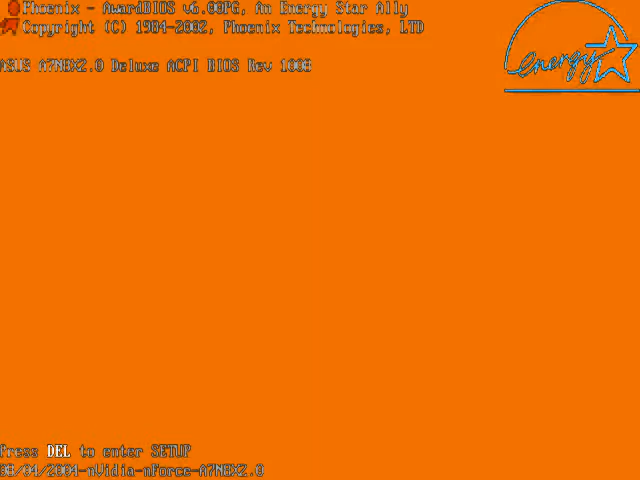 Phoenix - AwardBIOS v6.00PG, An Energy Star Ally
Copyright (C) 1984-2002, Phoenix Technologies, LTD
energy
ASUS A7N8X2.0 Deluxe ACPI BIOS Rev 1008
Press DEL to enter SETUP
08/04/2004-nVidia-nForce-A7N8X2.0